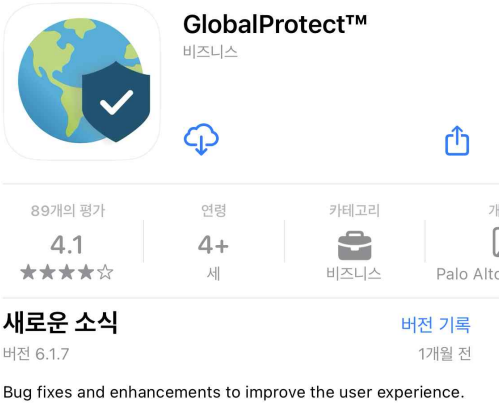 GlobalProtect™
비즈니스
89개의 평가
연령
카테고리
4.1
4+
세
비즈니스
Palo Alto
새로운 소식
버전 기록
버전 6.1.7
1개월 전
Bug fixes and enhancements to improve the user experience.